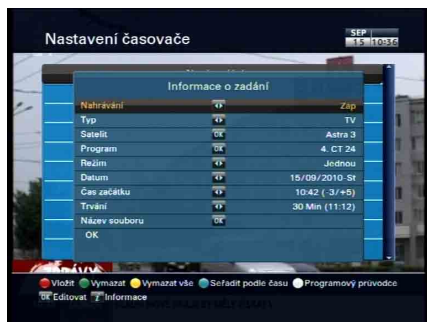 Nastavení časovače
SEP
15 10:36
Informace o zadání
Nahrávání Zap
Typ TV
Satelit OK Astra 3
Program OK 4. CT 24
Režim Jednou
Datum 15/09/2010-St
Čas začátku 10:42 (-3/+5)
Trvání 30 Min (11:12)
Název souboru OK
OK
Vložit Vymazat Vymazat vše Seřadit podle času Programový průvodce
OK Editovat i Informace